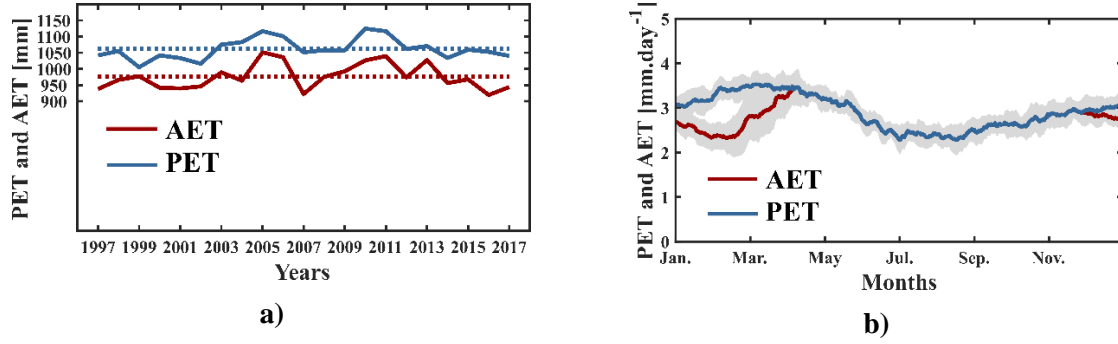 PET and AET [mm]
1150
1100
1050
1000
950
900
AET
PET
1997 1999 2001 2003 2005 2007 2009 2011 2013 2015 2017
Years
a)
PET and AET [mm.day⁻¹]
5
4
3
2
1
0
AET
PET
Jan. Mar. May Jul. Sep. Nov.
Months
b)